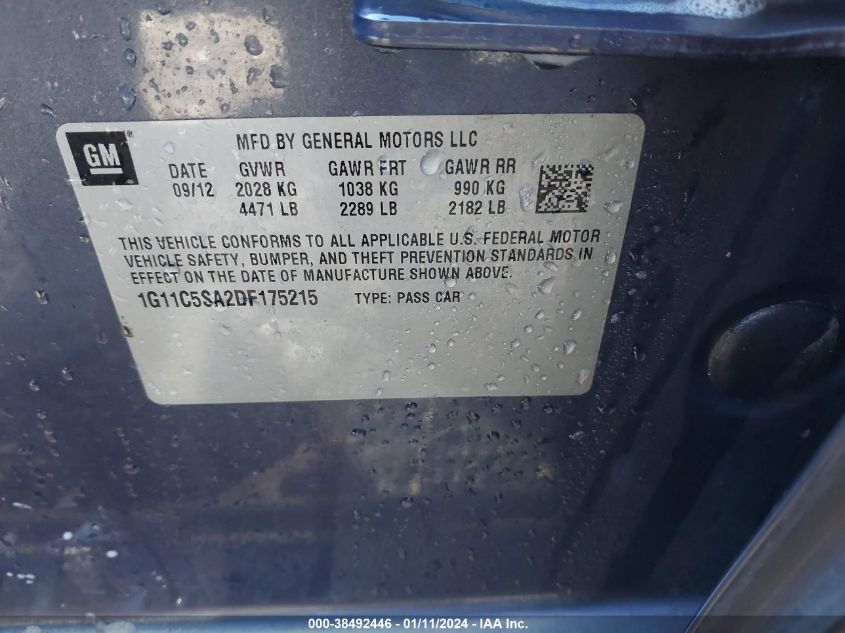 GM®
MFD BY GENERAL MOTORS LLC
DATE GVWR GAWR FRT GAWR RR
09/12 2028 KG 1038 KG 990 KG
4471 LB 2289 LB 2182 LB
THIS VEHICLE CONFORMS TO ALL APPLICABLE U.S. FEDERAL MOTOR
VEHICLE SAFETY, BUMPER, AND THEFT PREVENTION STANDARDS IN
EFFECT ON THE DATE OF MANUFACTURE SHOWN ABOVE.
1G11C5SA2DF175215 TYPE: PASS CAR
000-38492446 - 01/11/2024 - IAA Inc.